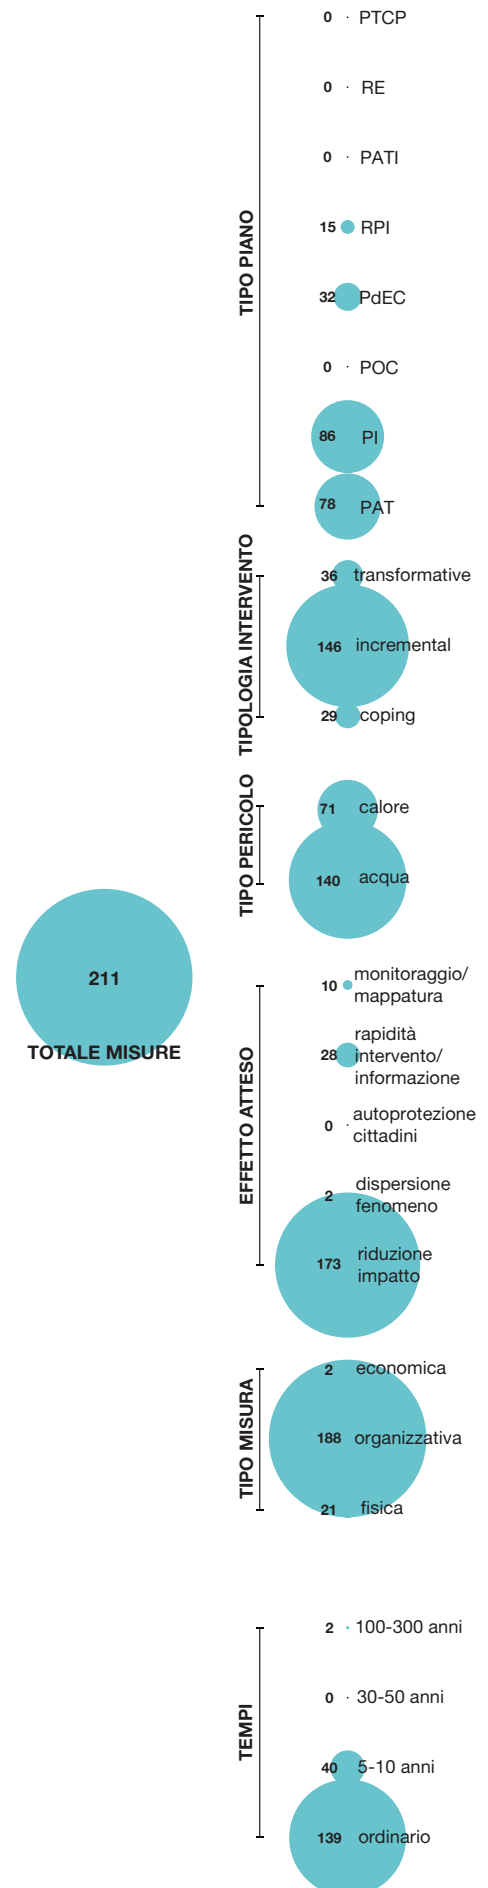 TIPO PIANO
0 PTCP
0 RE
0 PATI
15 RPI
32 PdEC
0 POC
86 PI
78 PAT
TIPOLOGIA INTERVENTO
36 transformative
146 incremental
29 coping
TIPO PERICOLO
71 calore
140 acqua
211
TOTALE MISURE
EFFETTO ATTESO
10 monitoraggio/
mappatura
rapidità
28 intervento/
informazione
0 autoprotezione
cittadini
2 dispersione
fenomeno
173 riduzione
impatto
TIPO MISURA
2 economica
188 organizzativa
21 fisica
TEMPI
2 100-300 anni
0 30-50 anni
40 5-10 anni
139 ordinario